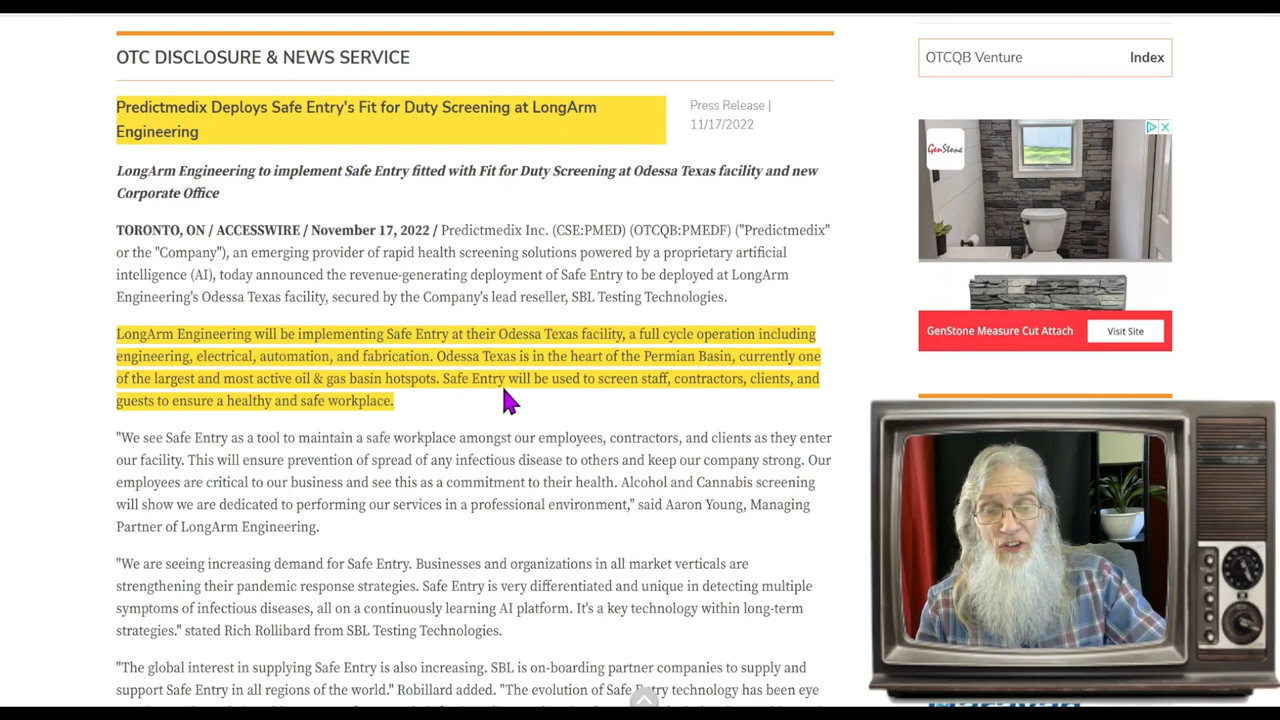 OTC DISCLOSURE & NEWS SERVICE
Predictmedix Deploys Safe Entry's Fit for Duty Screening at LongArm
Engineering
Press Release |
11/17/2022
LongArm Engineering to implement Safe Entry fitted with Fit for Duty Screening at Odessa Texas facility and new
Corporate Office
TORONTO, ON / ACCESSWIRE / November 17, 2022 / Predictmedix Inc. (CSE:PMED) (OTCQB:PMEDF) ("Predictmedix"
or the "Company"), an emerging provider of rapid health screening solutions powered by a proprietary artificial
intelligence (AI), today announced the revenue-generating deployment of Safe Entry to be deployed at LongArm
Engineering's Odessa Texas facility, secured by the Company's lead reseller, SBL Testing Technologies.
LongArm Engineering will be implementing Safe Entry at their Odessa Texas facility, a full cycle operation including
engineering, electrical, automation, and fabrication. Odessa Texas is in the heart of the Permian Basin, currently one
of the largest and most active oil & gas basin hotspots. Safe Entry will be used to screen staff, contractors, clients, and
guests to ensure a healthy and safe workplace.
"We see Safe Entry as a tool to maintain a safe workplace amongst our employees, contractors, and clients as they enter
our facility. This will ensure prevention of spread of any infectious disease to others and keep our company strong. Our
employees are critical to our business and see this as a commitment to their health. Alcohol and Cannabis screening
will show we are dedicated to performing our services in a professional environment," said Aaron Young, Managing
Partner of LongArm Engineering.
"We are seeing increasing demand for Safe Entry. Businesses and organizations in all market verticals are
strengthening their pandemic response strategies. Safe Entry is very differentiated and unique in detecting multiple
symptoms of infectious diseases, all on a continuously learning AI platform. It's a key technology within long-term
strategies." stated Rich Rollibard from SBL Testing Technologies.
"The global interest in supplying Safe Entry is also increasing. SBL is on-boarding partner companies to supply and
support Safe Entry in all regions of the world." Robillard added. "The evolution of Safe Entry technology has been eye
OTCQB Venture Index
GenStone
GenStone Measure Cut Attach Visit Site